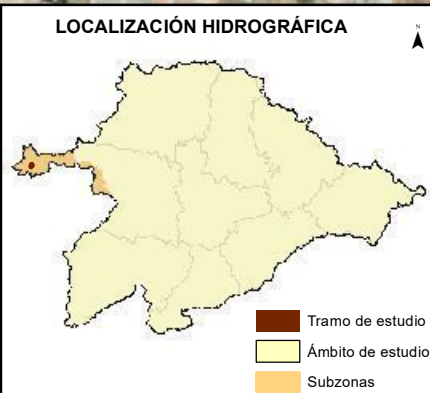 LOCALIZACIÓN HIDROGRÁFICA
N
Tramo de estudio
Ámbito de estudio
Subzonas